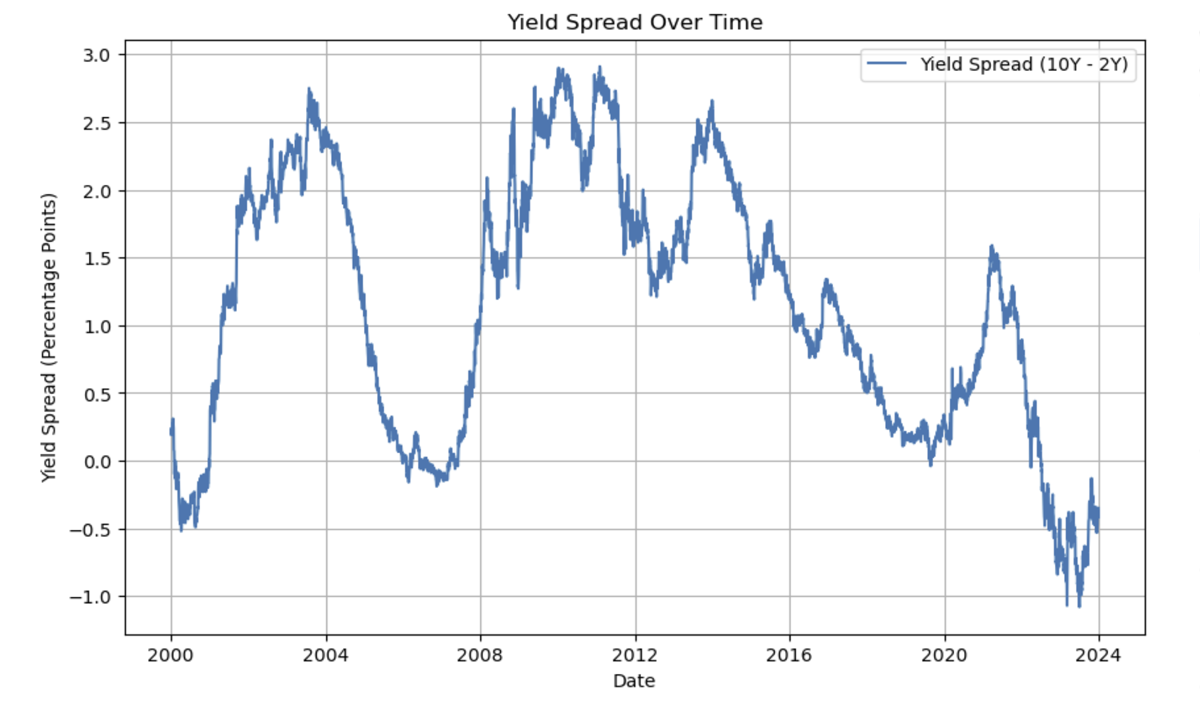 Yield Spread Over Time
Yield Spread (10Y - 2Y)
Yield Spread (Percentage Points)
3.0
2.5
2.0
1.5
1.0
0.5
0.0
−0.5
−1.0
2000 2004 2008 2012 2016 2020 2024
Date